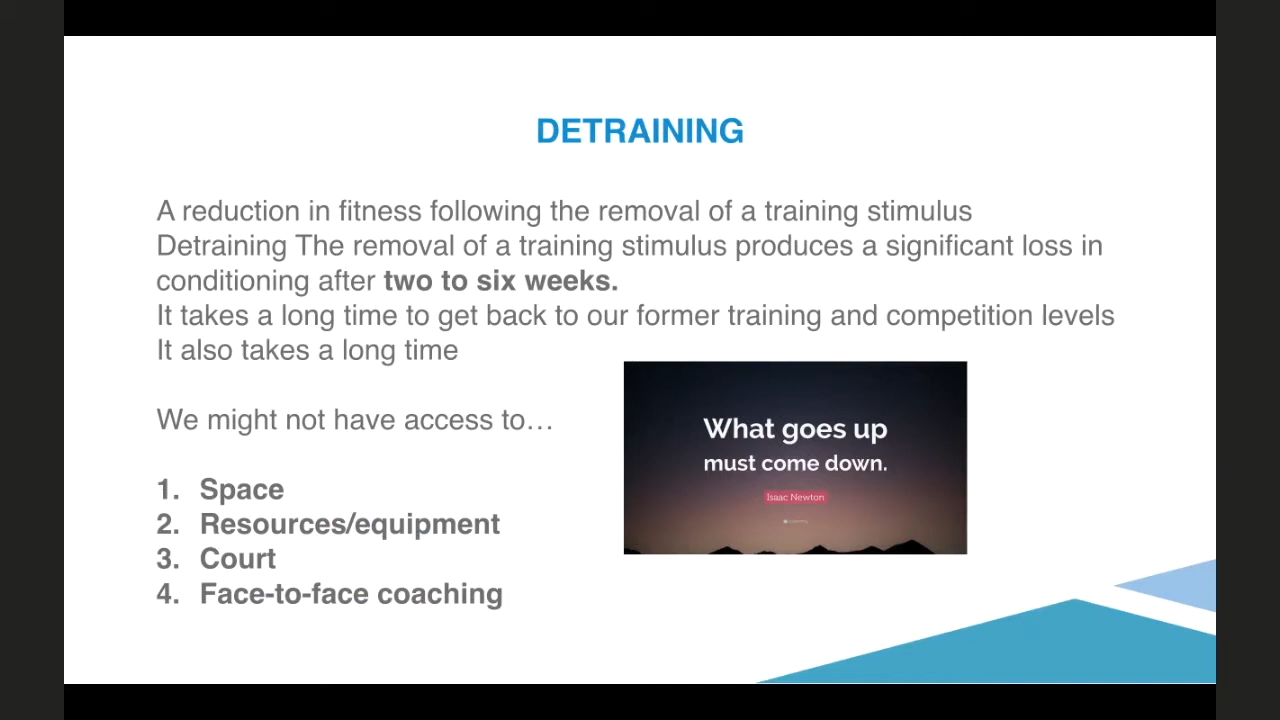 DETRAINING
A reduction in fitness following the removal of a training stimulus
Detraining The removal of a training stimulus produces a significant loss in
conditioning after two to six weeks.
It takes a long time to get back to our former training and competition levels
It also takes a long time
We might not have access to…
1. Space
2. Resources/equipment
3. Court
4. Face-to-face coaching
What goes up
must come down.
Isaac Newton